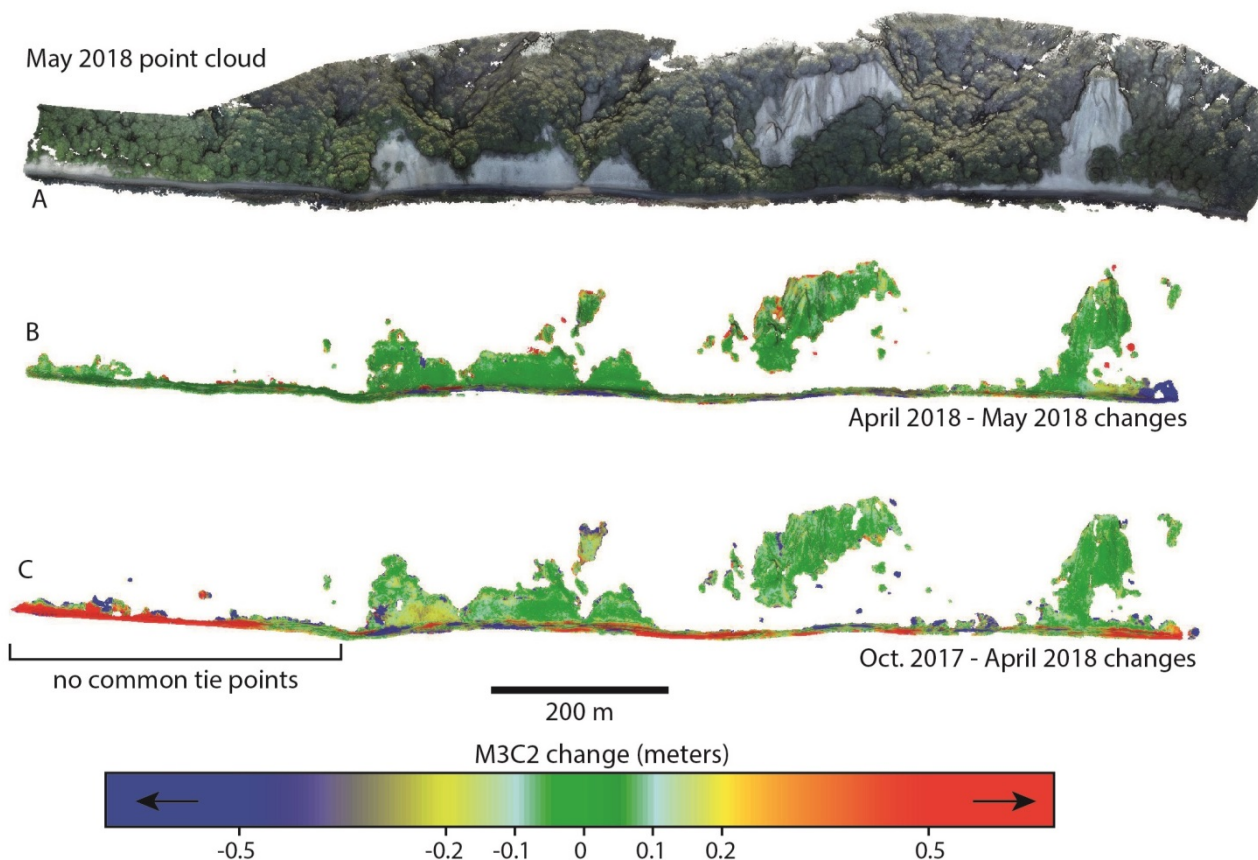 May 2018 point cloud
A
B
April 2018 - May 2018 changes
C
Oct. 2017 - April 2018 changes
no common tie points
200 m
M3C2 change (meters)
-0.5 -0.2 -0.1 0 0.1 0.2 0.5